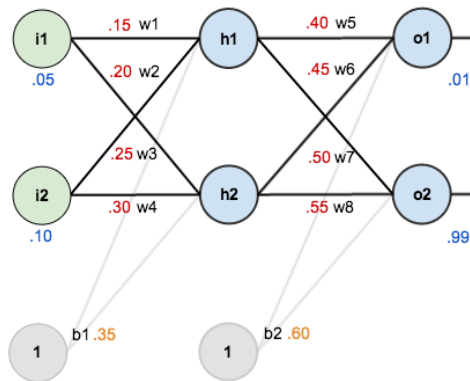 i1 .15 w1 h1 .40 w5 o1
.05 .20 w2 .45 w6 .01
.25 w3 .50 w7
i2 .30 w4 h2 .55 w8 o2
.10 .99
b1 .35 b2 .60
1 1